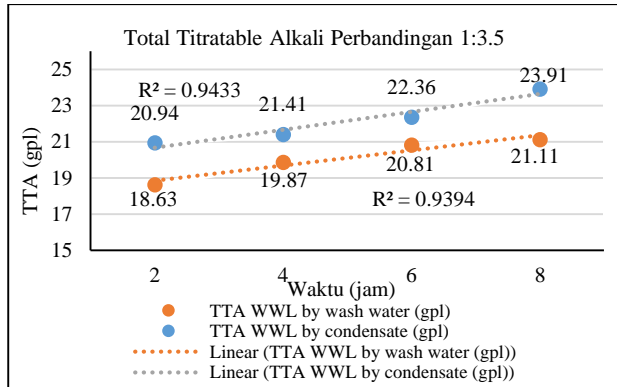 Total Titratable Alkali Perbandingan 1:3.5
TTA (gpl)
25
23
21
19
17
15
R² = 0.9433
20.94
21.41
22.36
23.91
18.63
19.87
20.81
21.11
R² = 0.9394
2
4
6
8
Waktu (jam)
TTA WWL by wash water (gpl)
TTA WWL by condensate (gpl)
Linear (TTA WWL by wash water (gpl))
Linear (TTA WWL by condensate (gpl))